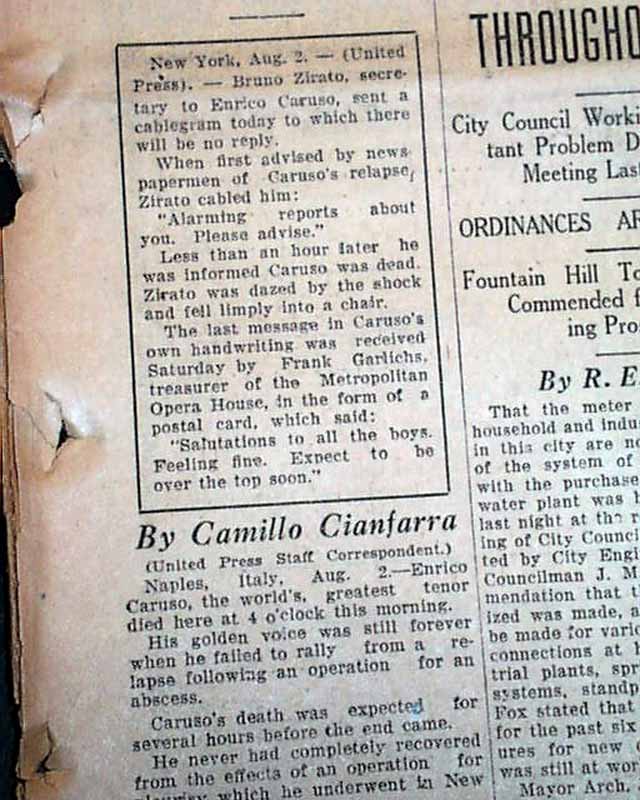 New York, Aug. 2. — (United
Press). — Bruno Zirato, secre-
tary to Enrico Caruso, sent a
cablegram today to which there
will be no reply.
When first advised by news-
papermen of Caruso's relapse,
Zirato cabled him:
"Alarming reports about
you. Please advise."
Less than an hour later he
was informed Caruso was dead.
Zirato was dazed by the shock
and fell limply into a chair.
The last message in Caruso's
own handwriting was received
Saturday by Frank Garlichs,
treasurer of the Metropolitan
Opera House, in the form of a
postal card, which said:
"Salutations to all the boys.
Feeling fine. Expect to be
over the top soon."
By Camillo Cianfarra
(United Press Staff Correspondent.)
Naples, Italy, Aug. 2.—Enrico
Caruso, the world's, greatest tenor
died here at 4 o'clock this morning.
His golden voice was still forever
when he failed to rally from a re-
lapse following an operation for an
abscess.
Caruso's death was expected for
several hours before the end came.
He never had completely recovered
from the effects of an operation for
pleurisy which he underwent in New
THROUGHO
City Council Worki
tant Problem D
Meeting Las
ORDINANCES AR
Fountain Hill To
Commended f
ing Pro
By R. E
That the meter
household and indu
in this city are no
of the system of
with the purchase
water plant was
last night at the r
ing of City Counci
ted by City Engi
Councilman J. M
mendation that t
ized was made, a
be made for vario
connections at h
trial plants, spr
systems, standp
Fox stated that
for the past six
ures for new
was still at wor
Mayor Arch.